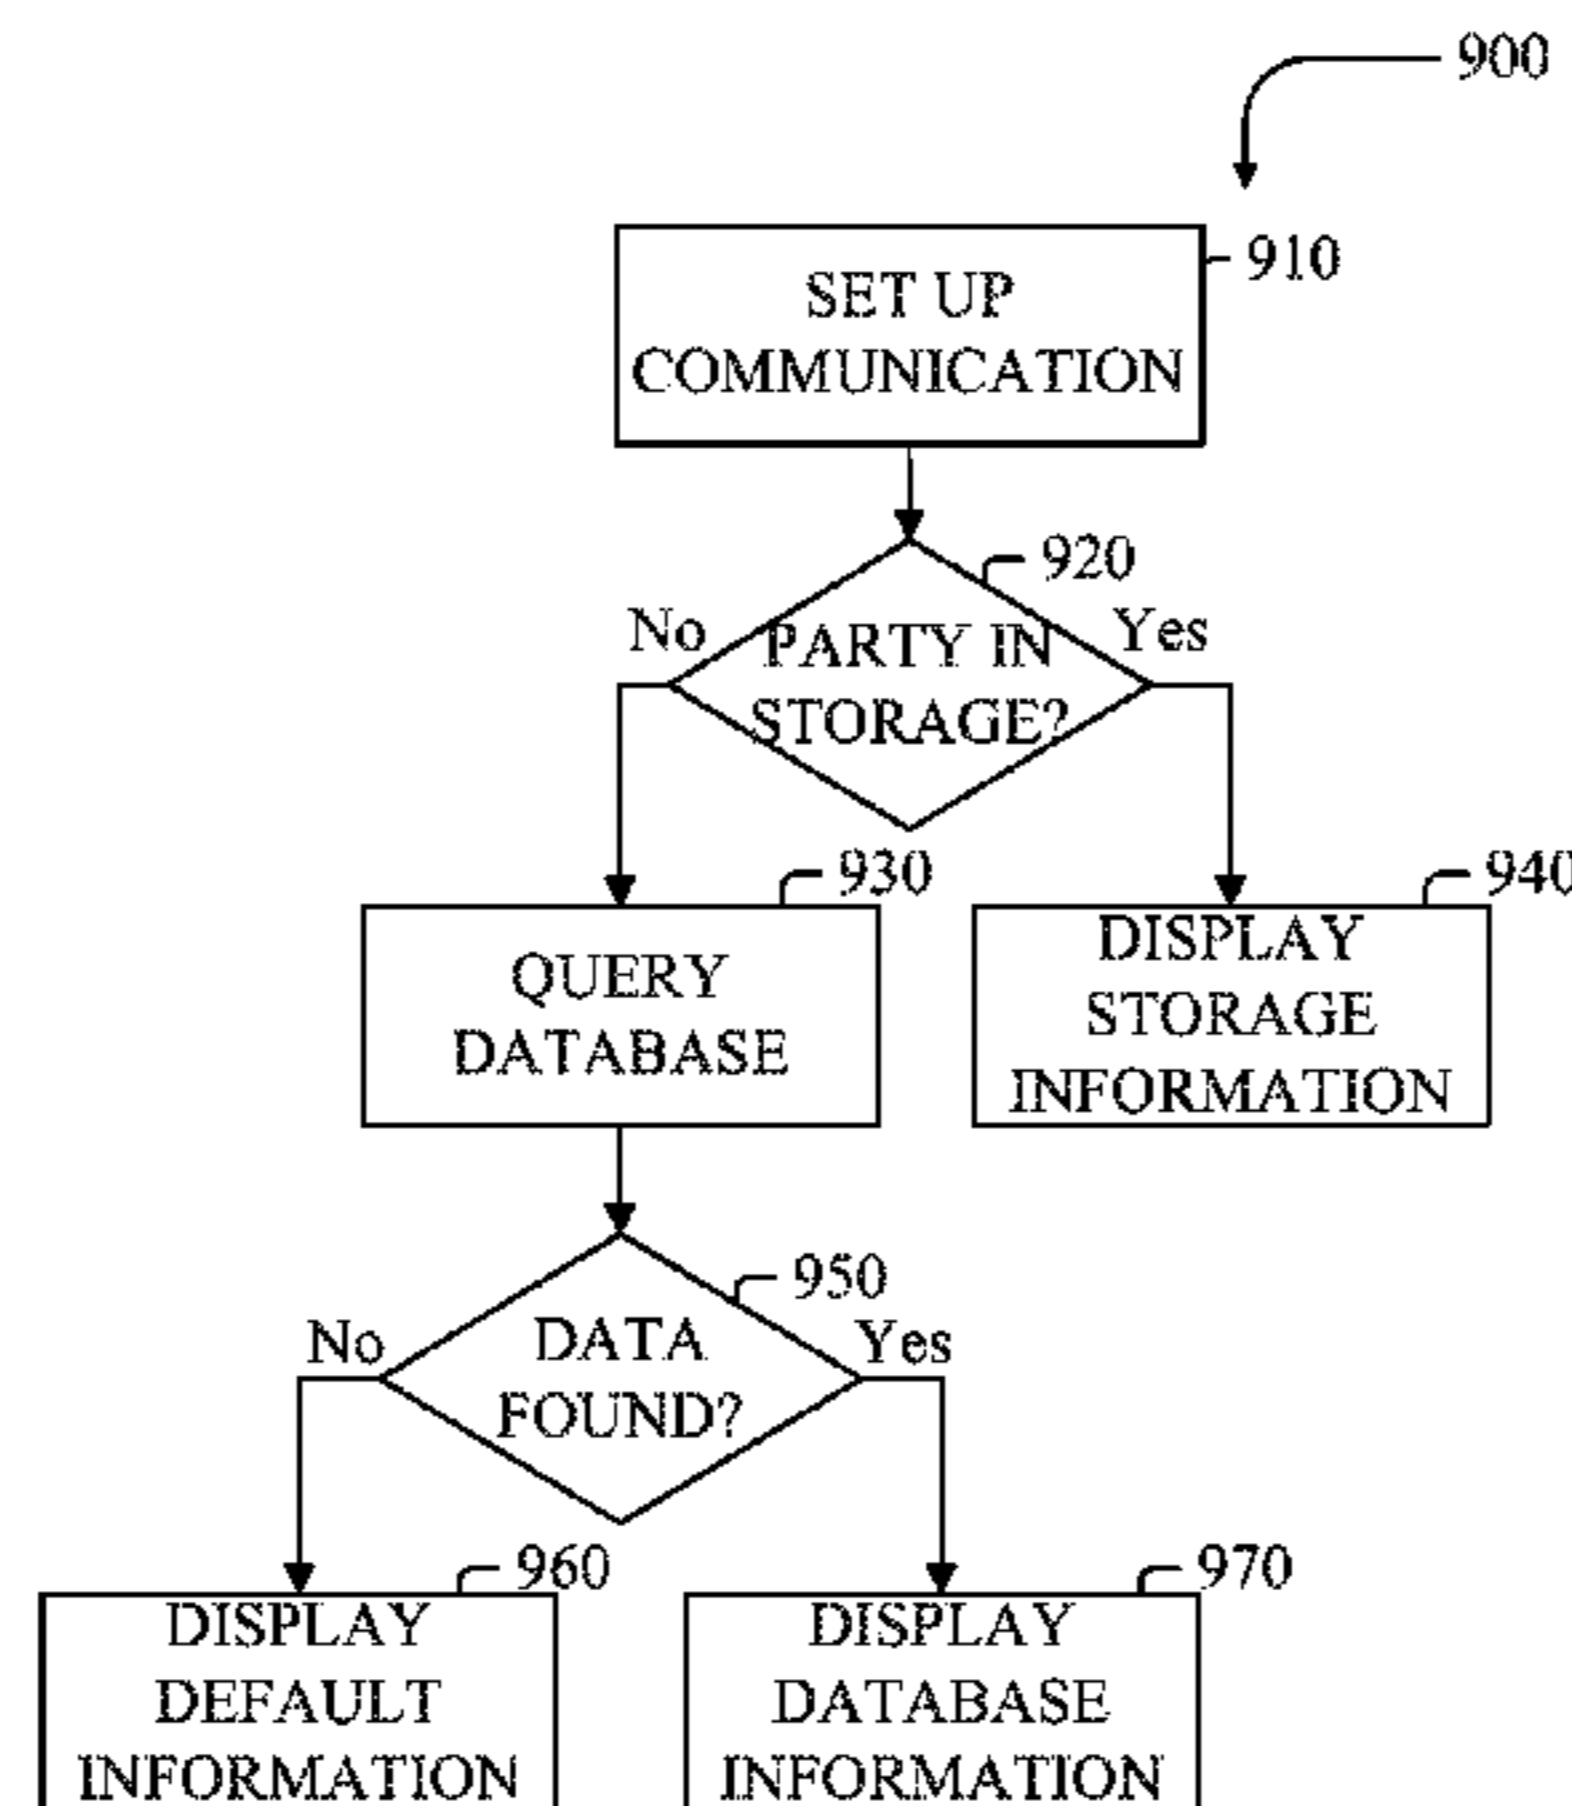 900
910
SET UP
COMMUNICATION
920
No
Yes
PARTY IN
STORAGE?
930
940
QUERY
DATABASE
DISPLAY
STORAGE
INFORMATION
950
No
Yes
DATA
FOUND?
960
970
DISPLAY
DEFAULT
INFORMATION
DISPLAY
DATABASE
INFORMATION